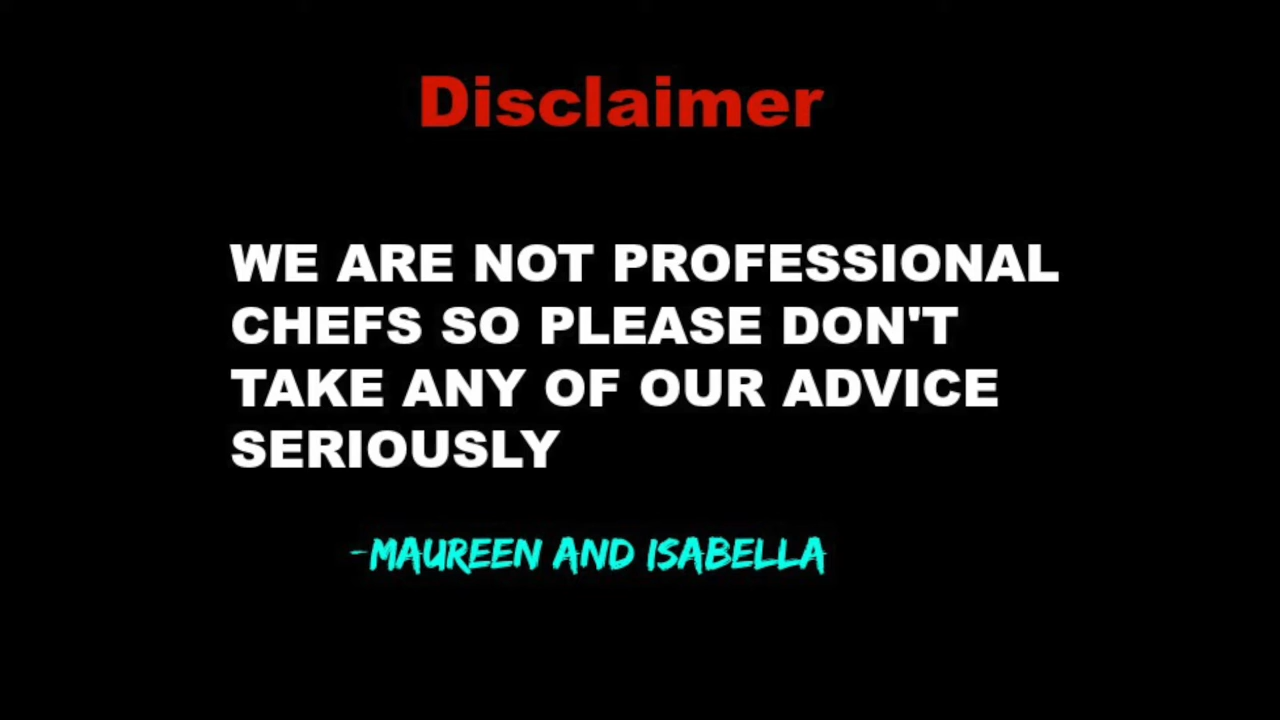 Disclaimer
WE ARE NOT PROFESSIONAL
CHEFS SO PLEASE DON'T
TAKE ANY OF OUR ADVICE
SERIOUSLY
-MAUREEN AND ISABELLA